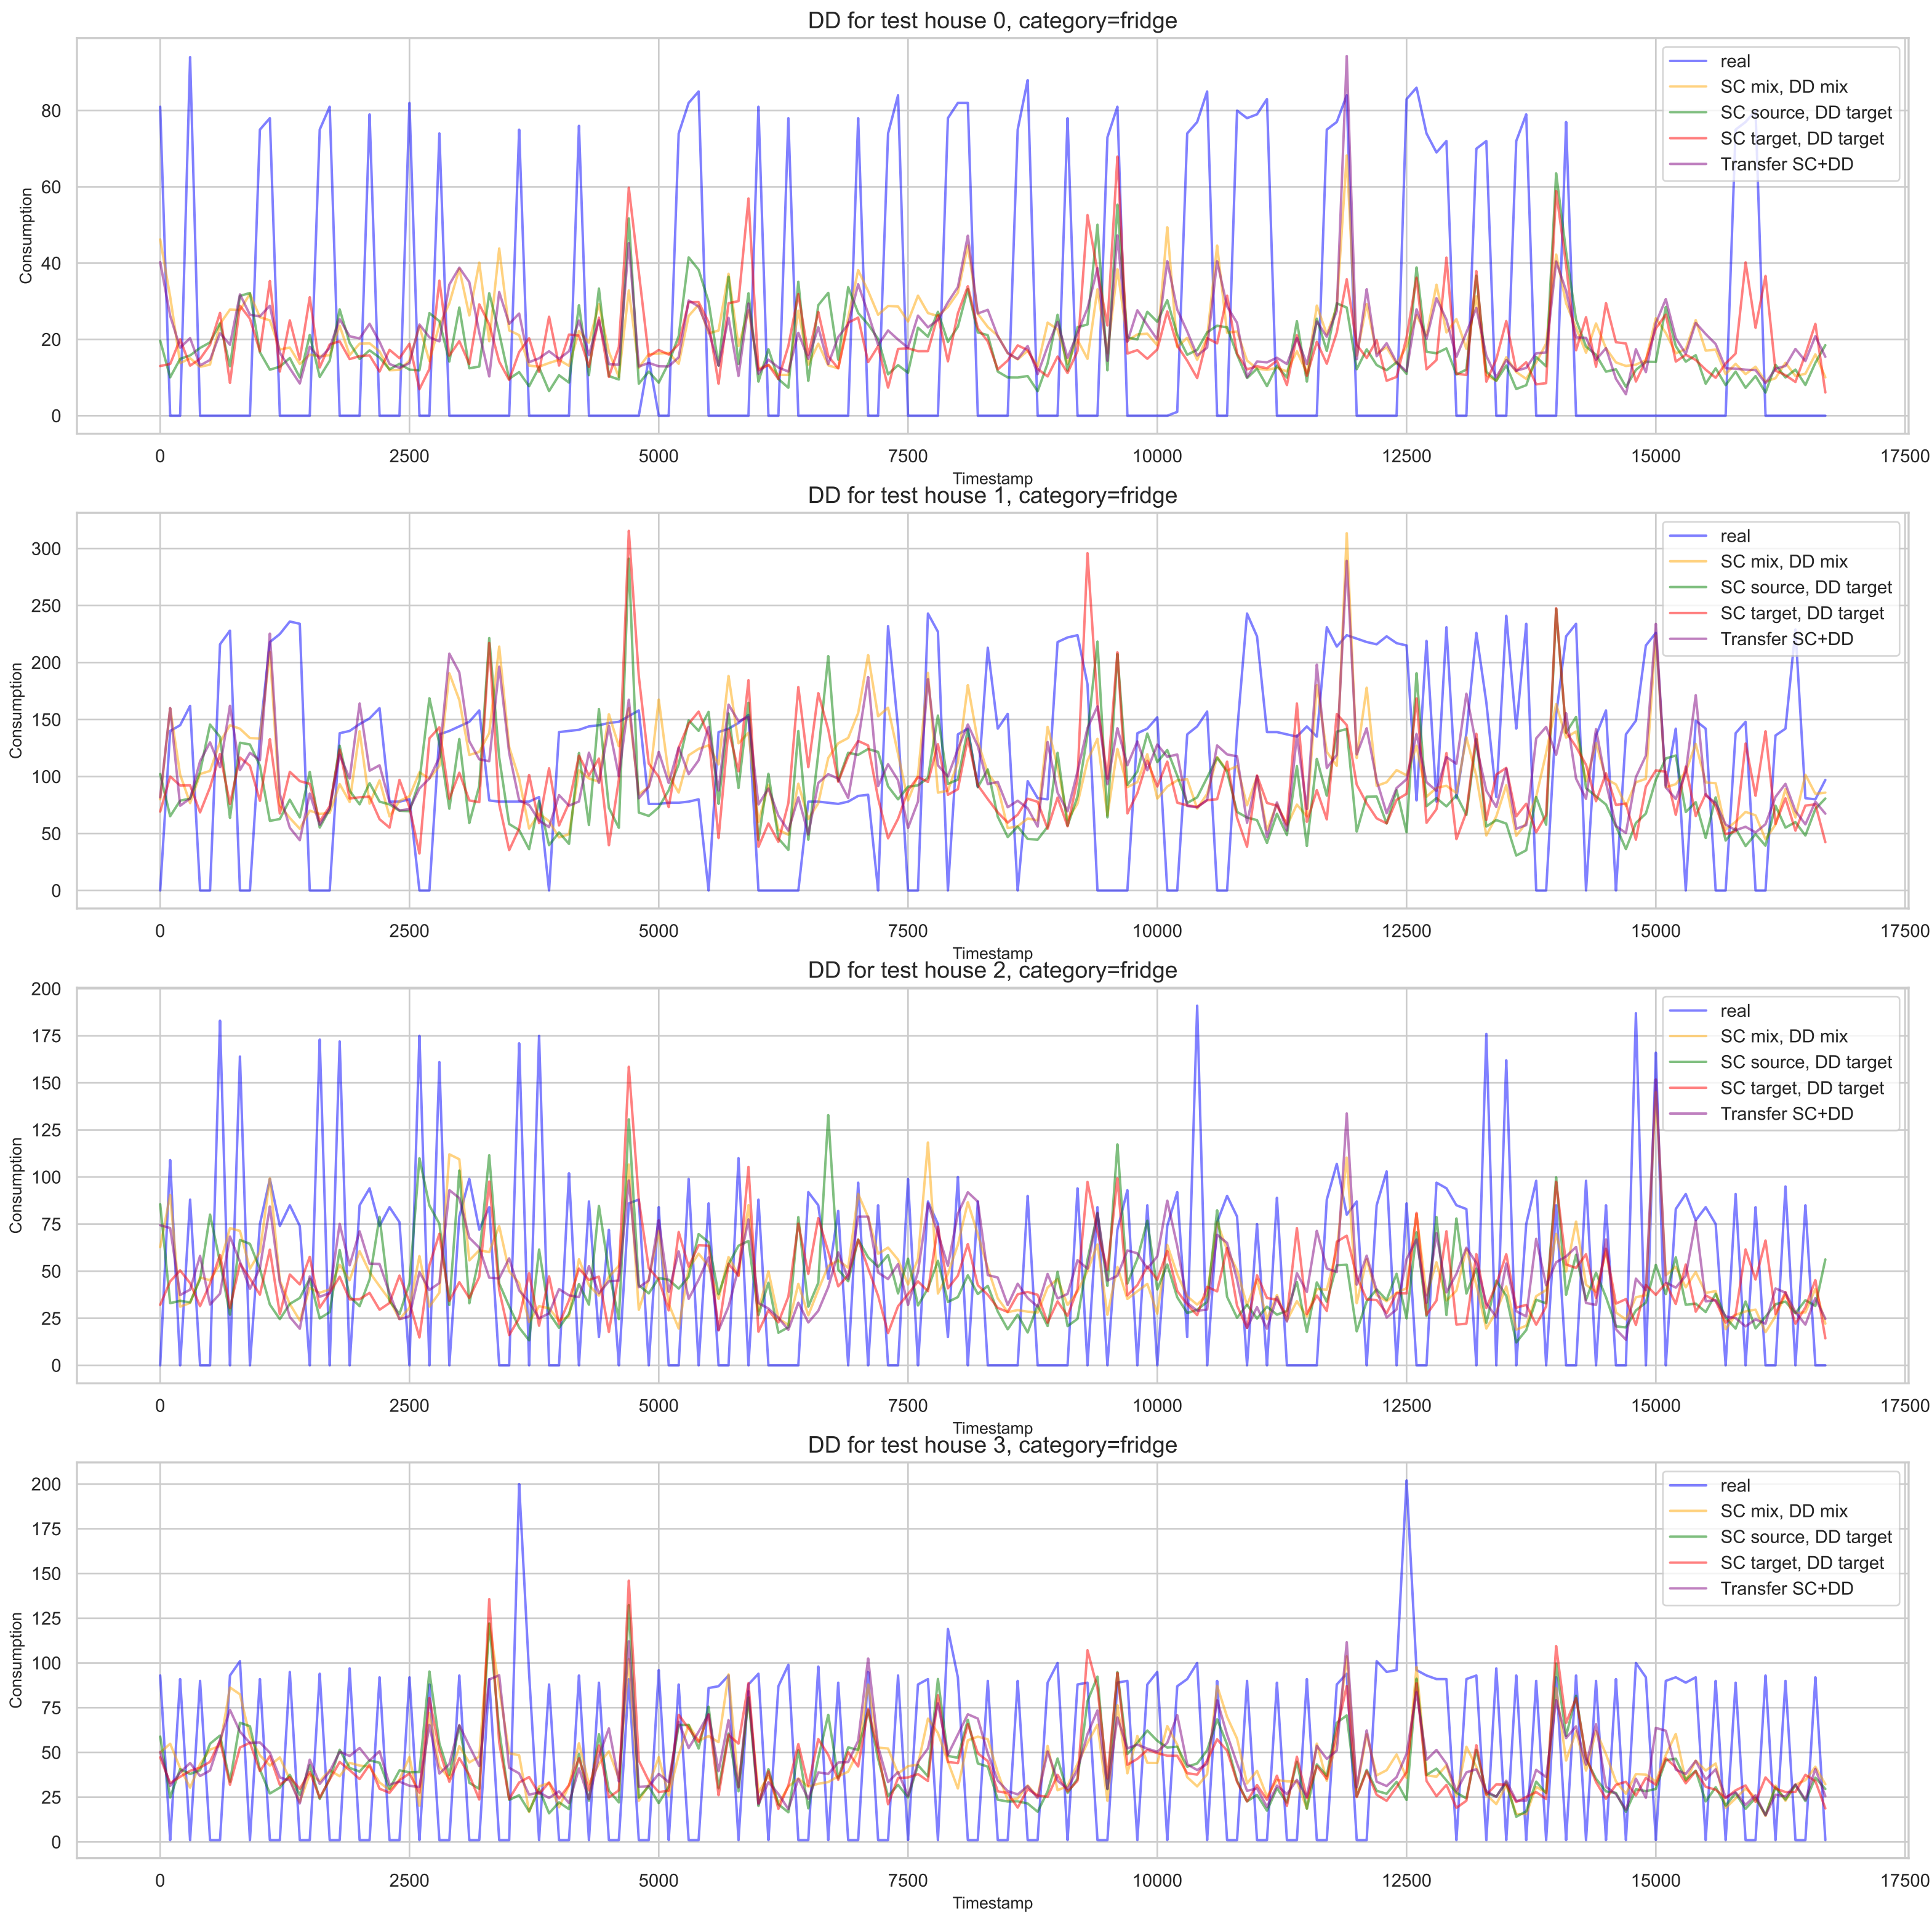 DD for test house 0, category=fridge
real
SC mix, DD mix
SC source, DD target
SC target, DD target
Transfer SC+DD
Consumption
80
60
40
20
0
0 2500 5000 7500 10000 12500 15000 17500
Timestamp
DD for test house 1, category=fridge
real
SC mix, DD mix
SC source, DD target
SC target, DD target
Transfer SC+DD
Consumption
300
250
200
150
100
50
0
0 2500 5000 7500 10000 12500 15000 17500
Timestamp
DD for test house 2, category=fridge
real
SC mix, DD mix
SC source, DD target
SC target, DD target
Transfer SC+DD
Consumption
200
175
150
125
100
75
50
25
0
0 2500 5000 7500 10000 12500 15000 17500
Timestamp
DD for test house 3, category=fridge
real
SC mix, DD mix
SC source, DD target
SC target, DD target
Transfer SC+DD
Consumption
200
175
150
125
100
75
50
25
0
0 2500 5000 7500 10000 12500 15000 17500
Timestamp